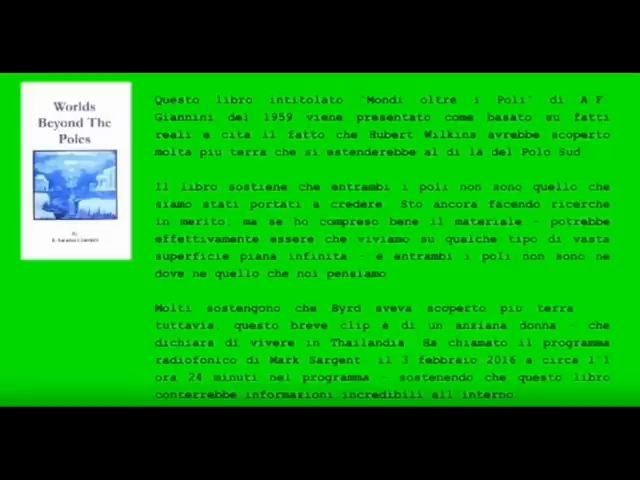 Worlds
Beyond The
Poles
By
Questo libro intitolato "Mondi oltre i Poli" di A.F.
Giannini del 1959 viene presentato come basato su fatti
reali e cita il fatto che Hubert Wilkins avrebbe scoperto
molta più terra che si estenderebbe al di là del Polo Sud.
Il libro sostiene che entrambi i poli non sono quello che
siamo stati portati a credere. Sto ancora facendo ricerche
in merito, ma se ho compreso bene il materiale - potrebbe
effettivamente essere che viviamo su qualche tipo di vasta
superficie piana infinita - e entrambi i poli non sono né
dove né quello che noi pensiamo.
Molti sostengono che Byrd aveva scoperto più terra
tuttavia, questo breve clip è di un anziana donna - che
dichiara di vivere in Thailandia. Ha chiamato il programma
radiofonico di Mark Sargent, il 3 febbraio 2016 a circa 1'1
ora 24 minuti nel programma - sostenendo che questo libro
conterrebbe informazioni incredibili all'interno.